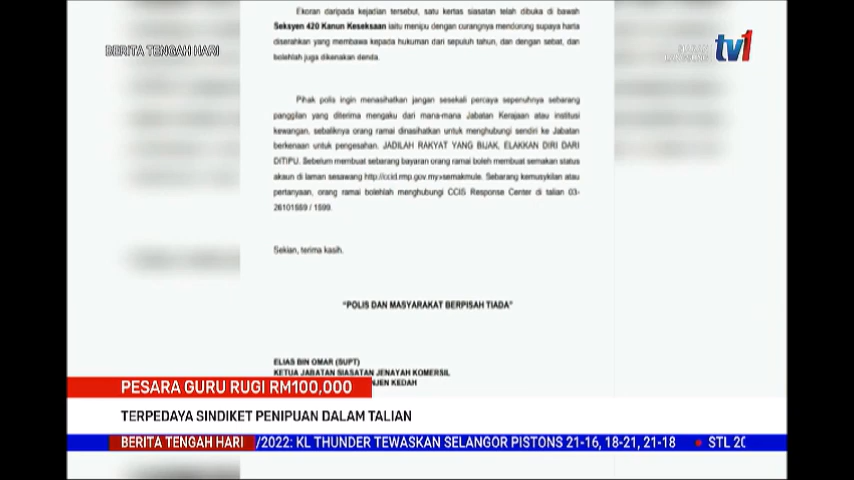 Ekoran daripada kejadian tersebut, satu kertas siasatan telah dibuka di bawah
Seksyen 420 Kanun Keseksaan iaitu menipu dengan curangnya mendorong supaya harta
diserahkan yang membawa kepada hukuman dari sepuluh tahun, dan dengan sebat, dan
bolehlah juga dikenakan denda.
BERITA TENGAH HARI
tv1
Pihak polis ingin menasihatkan jangan sesekali percaya sepenuhnya sebarang
panggilan yang diterima mengaku dari mana-mana Jabatan Kerajaan atau institusi
kewangan, sebaliknya orang ramai dinasihatkan untuk menghubungi sendiri ke Jabatan
berkenaan untuk pengesahan. JADILAH RAKYAT YANG BIJAK, ELAKKAN DIRI DARI
DITIPU. Sebelum membuat sebarang bayaran orang ramai boleh membuat semakan status
akaun di laman sesawang http://ccid.rmp.gov.my>semakmule. Sebarang kemusykilan atau
pertanyaan, orang ramai bolehlah menghubungi CCIS Response Center di talian 03-
26101559 / 1599.
Sekian, terima kasih.
"POLIS DAN MASYARAKAT BERPISAH TIADA"
ELIAS BIN OMAR (SUPT)
KETUA JABATAN SIASATAN JENAYAH KOMERSIL
KEDAH
PESARA GURU RUGI RM100,000
TERPEDAYA SINDIKET PENIPUAN DALAM TALIAN
BERITA TENGAH HARI /2022: KL THUNDER TEWASKAN SELANGOR PISTONS 21-16, 18-21, 21-18 • STL 20